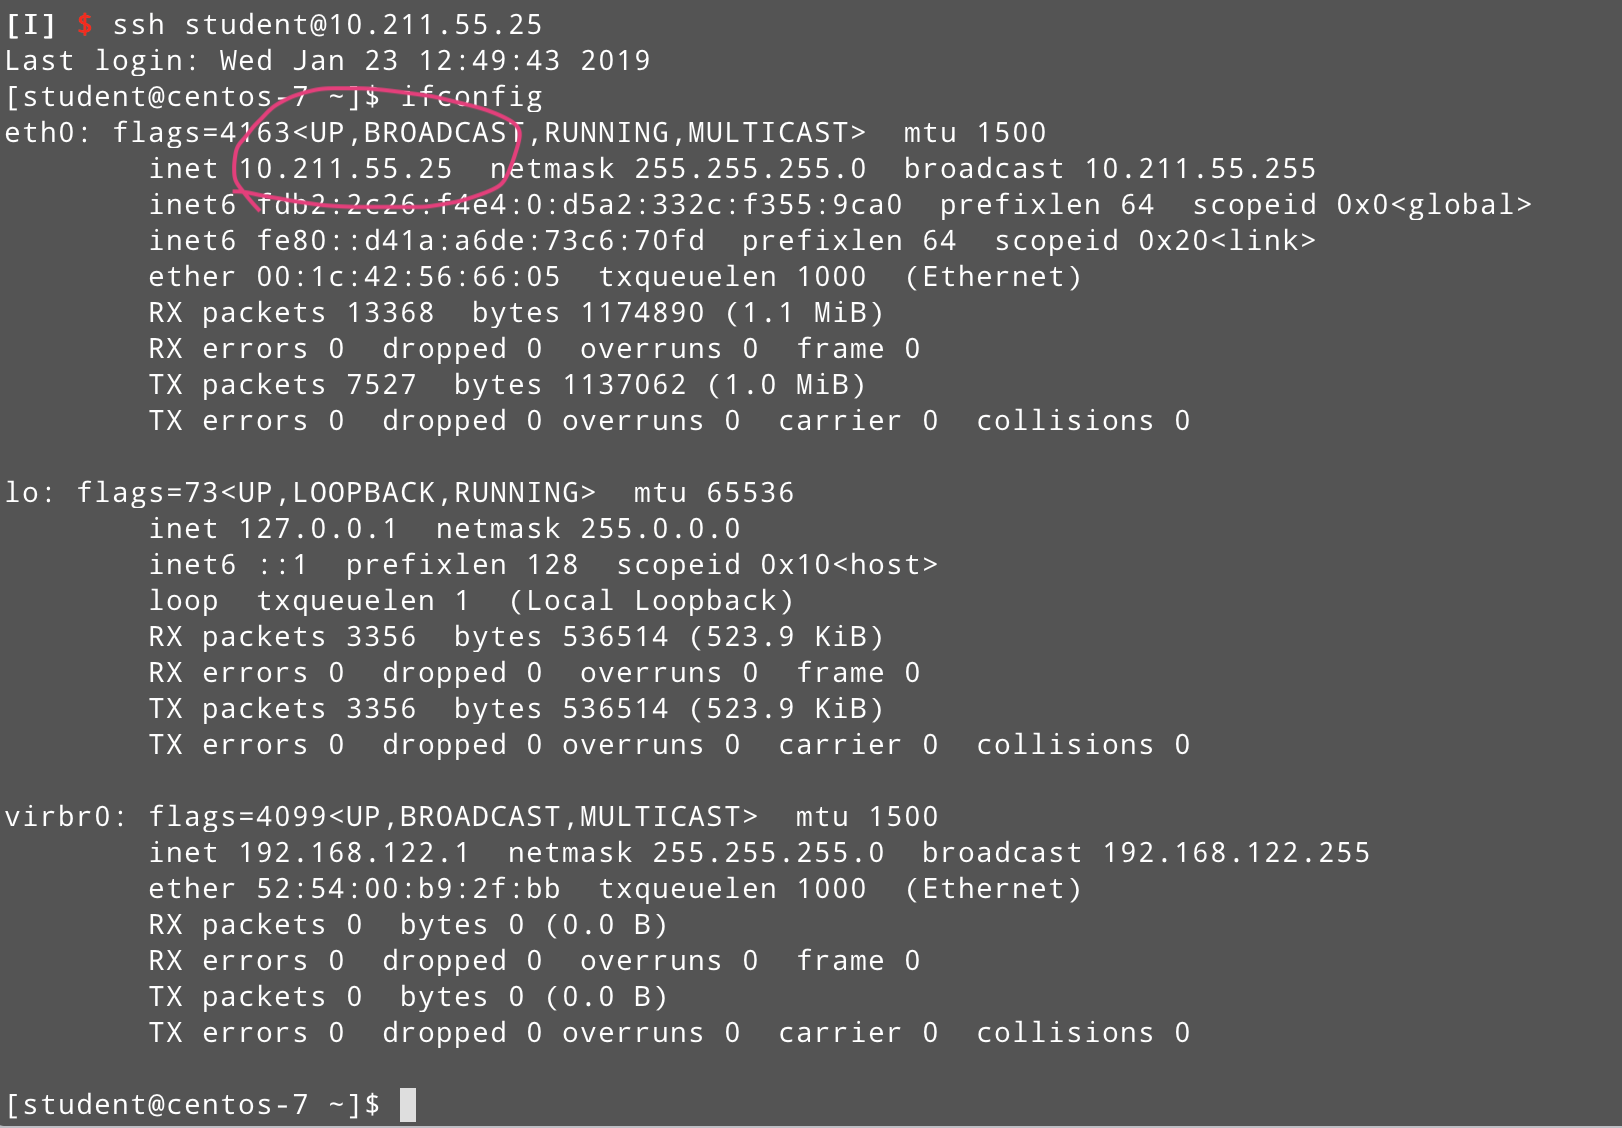 [I] $ ssh student@10.211.55.25
Last login: Wed Jan 23 12:49:43 2019
[student@centos-7 ~]$ ifconfig
eth0: flags=4163<UP,BROADCAST,RUNNING,MULTICAST>  mtu 1500
        inet 10.211.55.25  netmask 255.255.255.0  broadcast 10.211.55.255
        inet6 fdb2:2c26:f4e4:0:d5a2:332c:f355:9ca0  prefixlen 64  scopeid 0x0<global>
        inet6 fe80::d41a:a6de:73c6:70fd  prefixlen 64  scopeid 0x20<link>
        ether 00:1c:42:56:66:05  txqueuelen 1000  (Ethernet)
        RX packets 13368  bytes 1174890 (1.1 MiB)
        RX errors 0  dropped 0  overruns 0  frame 0
        TX packets 7527  bytes 1137062 (1.0 MiB)
        TX errors 0  dropped 0 overruns 0  carrier 0  collisions 0

lo: flags=73<UP,LOOPBACK,RUNNING>  mtu 65536
        inet 127.0.0.1  netmask 255.0.0.0
        inet6 ::1  prefixlen 128  scopeid 0x10<host>
        loop  txqueuelen 1  (Local Loopback)
        RX packets 3356  bytes 536514 (523.9 KiB)
        RX errors 0  dropped 0  overruns 0  frame 0
        TX packets 3356  bytes 536514 (523.9 KiB)
        TX errors 0  dropped 0 overruns 0  carrier 0  collisions 0

virbr0: flags=4099<UP,BROADCAST,MULTICAST>  mtu 1500
        inet 192.168.122.1  netmask 255.255.255.0  broadcast 192.168.122.255
        ether 52:54:00:b9:2f:bb  txqueuelen 1000  (Ethernet)
        RX packets 0  bytes 0 (0.0 B)
        RX errors 0  dropped 0  overruns 0  frame 0
        TX packets 0  bytes 0 (0.0 B)
        TX errors 0  dropped 0 overruns 0  carrier 0  collisions 0

[student@centos-7 ~]$